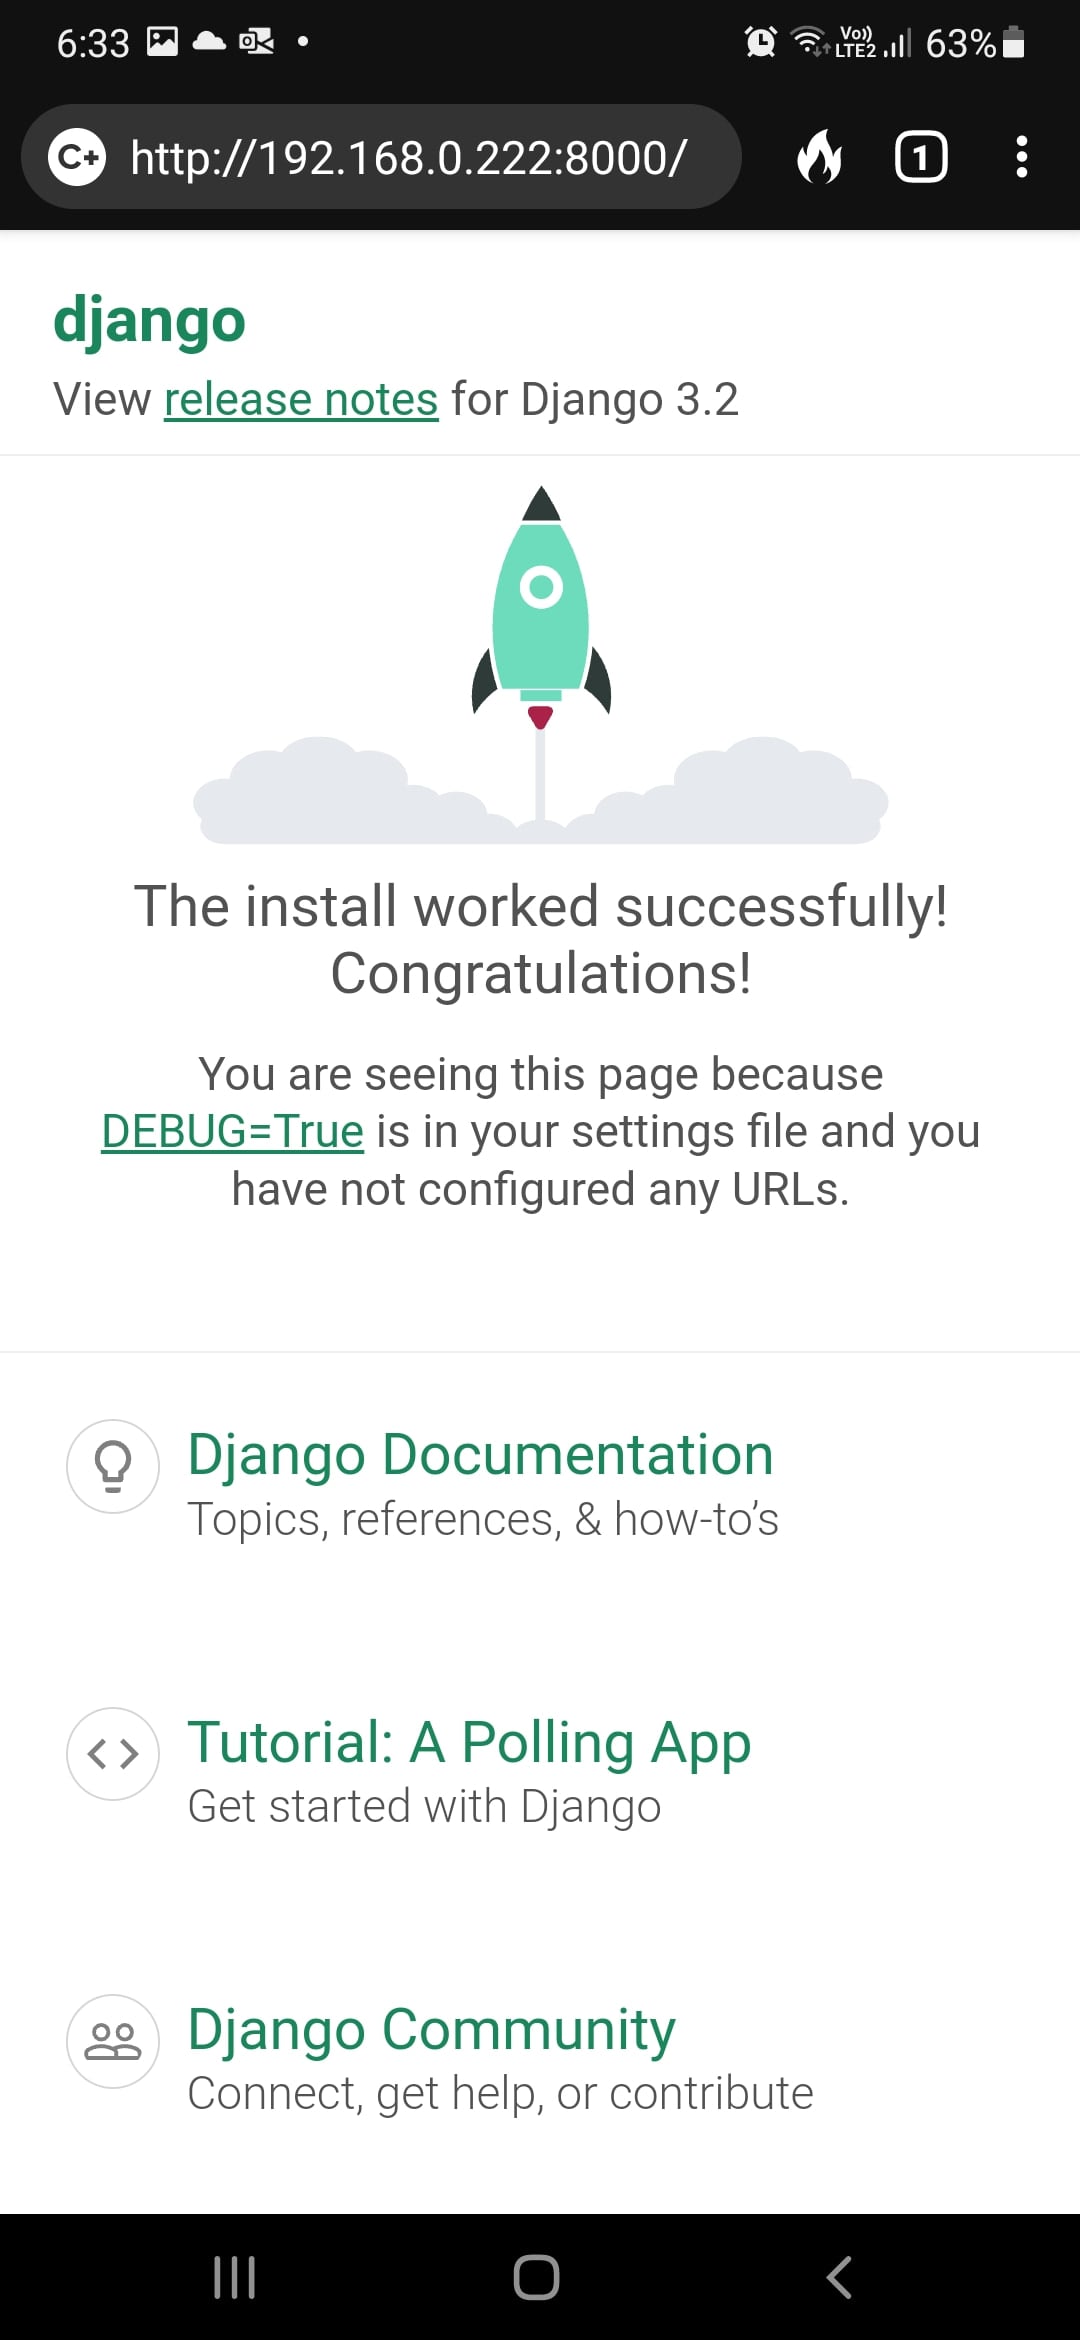 6:33
Vo))
LTE2
63%
C+ http://192.168.0.222:8000/
1
django
View release notes for Django 3.2
The install worked successfully!
Congratulations!
You are seeing this page because
DEBUG=True is in your settings file and you
have not configured any URLs.
Django Documentation
Topics, references, & how-to’s
Tutorial: A Polling App
Get started with Django
Django Community
Connect, get help, or contribute